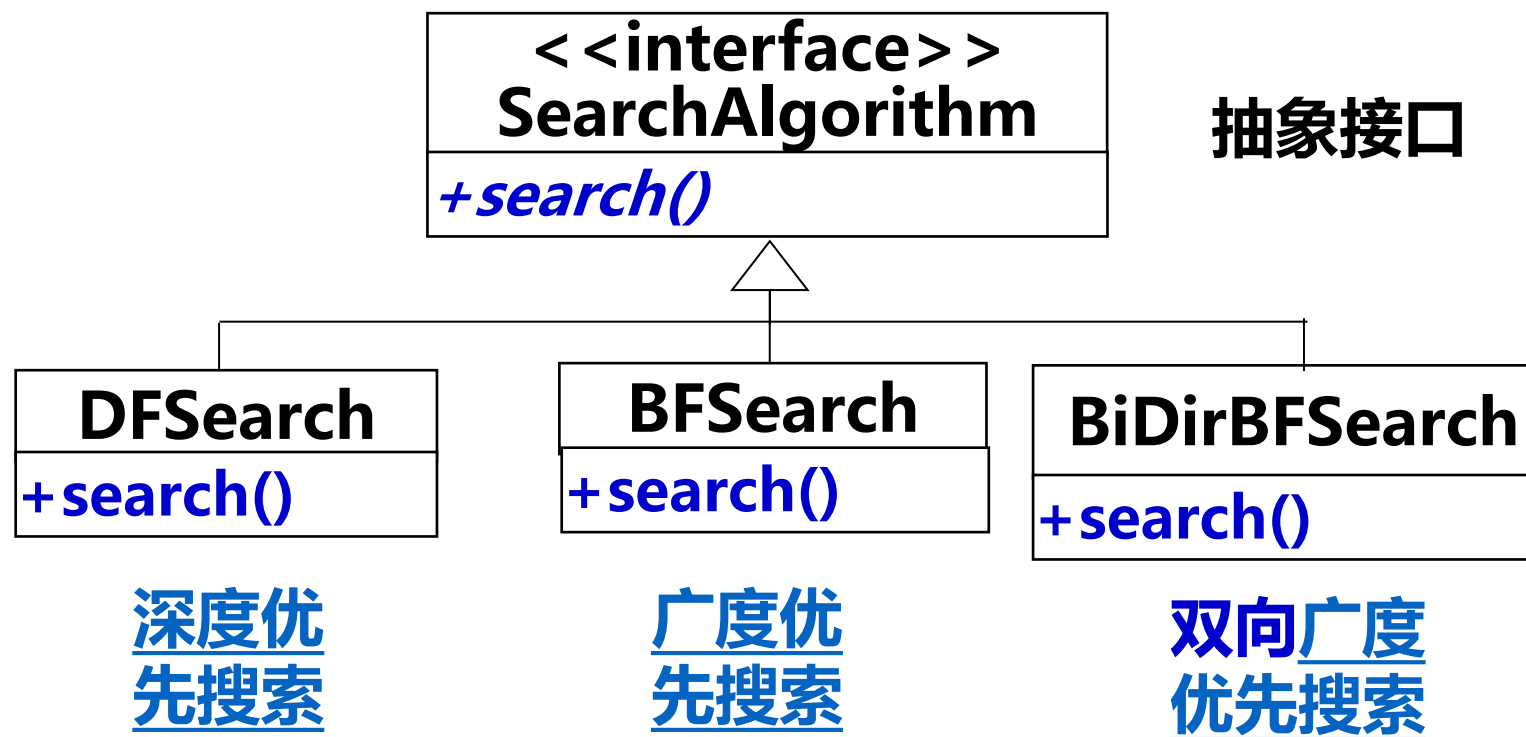 <<interface>>
SearchAlgorithm
抽象接口
+search()
DFSearch
+search()
BFSearch
+search()
BiDirBFSearch
+search()
深度优
先搜索
广度优
先搜索
双向广度
优先搜索